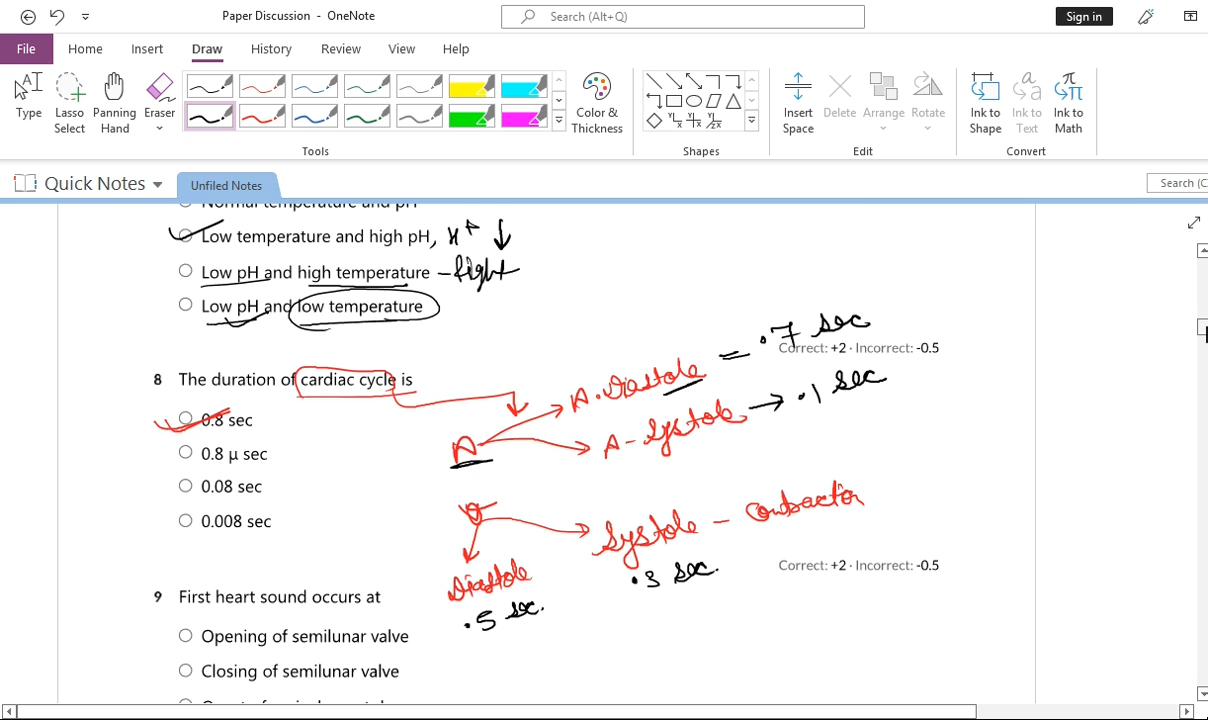 Paper Discussion - OneNote
Search (Alt+Q)
Sign in
File Home Insert Draw History Review View Help
Type
Lasso Select
Panning Hand
Eraser
Color & Thickness
Insert Space
Delete
Arrange
Rotate
Ink to Shape
Ink to Text
Ink to Math
Tools
Shapes
Edit
Convert
Quick Notes
Unfiled Notes
Search (C
Normal temperature and pH
Low temperature and high pH, H+ ↓
Low pH and high temperature - Right
Low pH and low temperature
= .7 sec
Correct: +2 · Incorrect: -0.5
8 The duration of cardiac cycle is
A. Diastole
→ .1 sec
0.8 sec
A - Systole
A
0.8 μ sec
0.08 sec
V
Systole - Contraction
0.008 sec
Diastole
.3 sec.
Correct: +2 · Incorrect: -0.5
9 First heart sound occurs at
.5 sec.
Opening of semilunar valve
Closing of semilunar valve